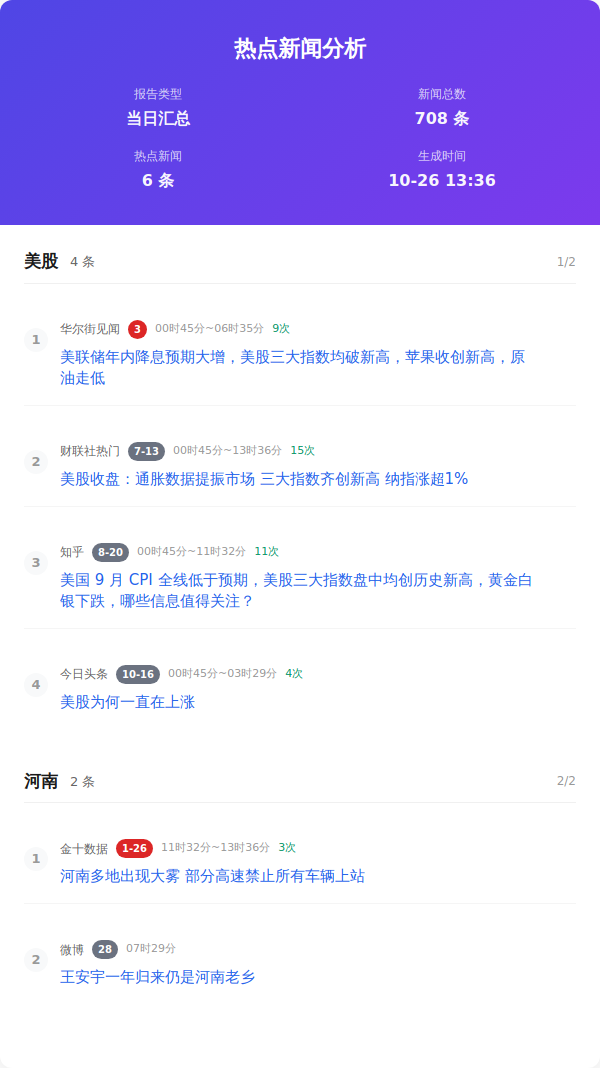 热点新闻分析
报告类型
新闻总数
当日汇总
708 条
热点新闻
生成时间
6 条
10-26 13:36
美股 4 条 1/2
1
华尔街见闻 3 00时45分~06时35分 9次
美联储年内降息预期大增，美股三大指数均破新高，苹果收创新高，原
油走低
2
财联社热门 7-13 00时45分~13时36分 15次
美股收盘：通胀数据提振市场 三大指数齐创新高 纳指涨超1%
3
知乎 8-20 00时45分~11时32分 11次
美国 9 月 CPI 全线低于预期，美股三大指数盘中均创历史新高，黄金白
银下跌，哪些信息值得关注？
4
今日头条 10-16 00时45分~03时29分 4次
美股为何一直在上涨
河南 2 条 2/2
1
金十数据 1-26 11时32分~13时36分 3次
河南多地出现大雾 部分高速禁止所有车辆上站
2
微博 28 07时29分
王安宇一年归来仍是河南老乡